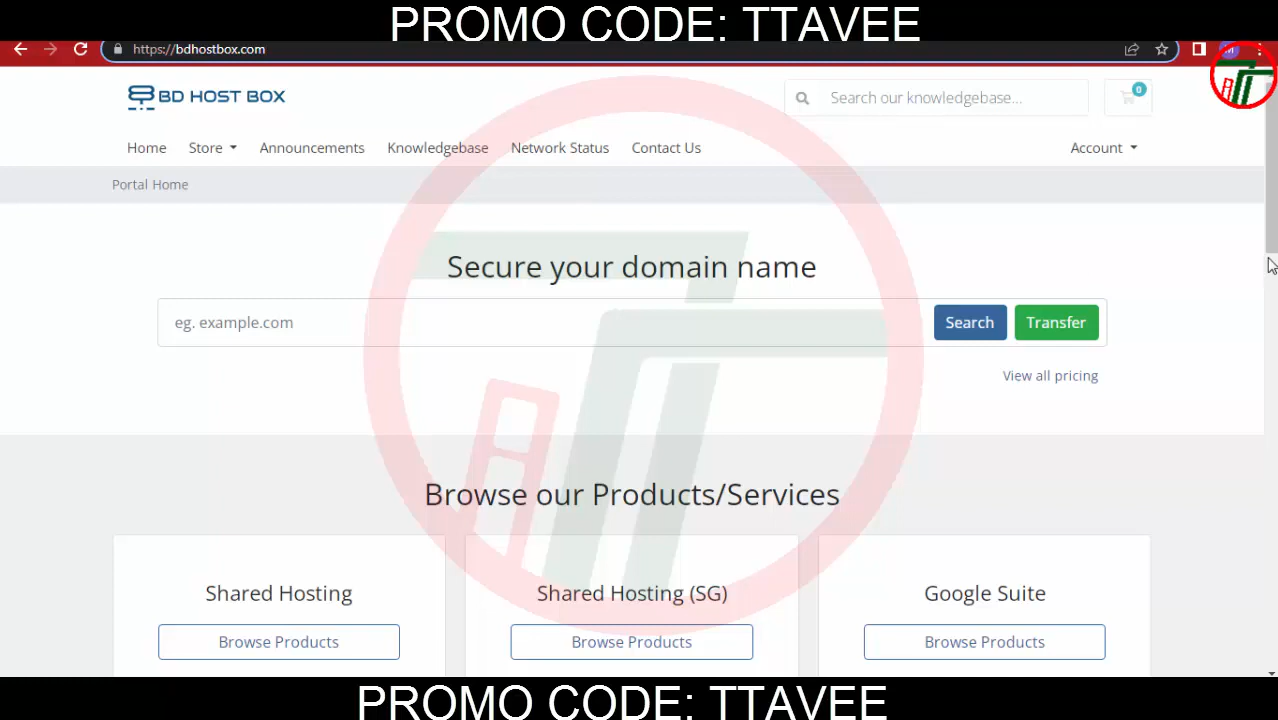 PROMO CODE: TTAVEE
https://bdhostbox.com
BD HOST BOX
Search our knowledgebase...
0
Home Store Announcements Knowledgebase Network Status Contact Us Account
Portal Home
Secure your domain name
eg. example.com
Search
Transfer
View all pricing
Browse our Products/Services
Shared Hosting
Shared Hosting (SG)
Google Suite
Browse Products
Browse Products
Browse Products
PROMO CODE: TTAVEE